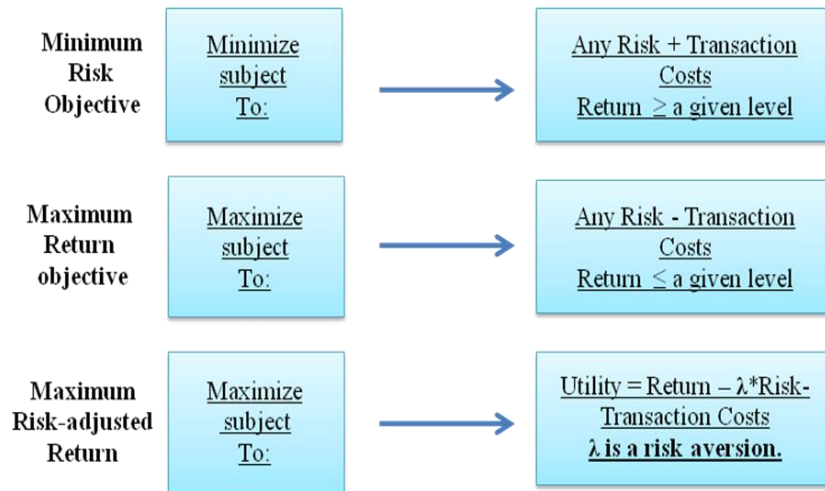 Minimum
Risk
Objective
Minimize
subject
To:
Any Risk + Transaction
Costs
Return ≥ a given level
Maximum
Return
objective
Maximize
subject
To:
Any Risk - Transaction
Costs
Return ≤ a given level
Maximum
Risk-adjusted
Return
Maximize
subject
To:
Utility = Return – λ*Risk-
Transaction Costs
λ is a risk aversion.